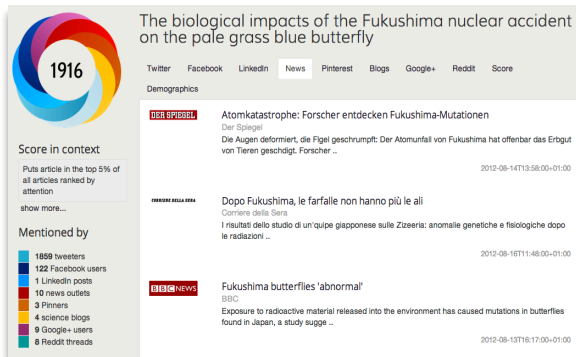 The biological impacts of the Fukushima nuclear accident
on the pale grass blue butterfly
1916
Twitter Facebook LinkedIn News Pinterest Blogs Google+ Reddit Score
Demographics
Score in context
Puts article in the top 5% of
all articles ranked by
attention
show more...
Mentioned by
1859 tweeters
122 Facebook users
1 LinkedIn posts
10 news outlets
3 Pinners
4 science blogs
9 Google+ users
8 Reddit threads
DER SPIEGEL
Atomkatastrophe: Forscher entdecken Fukushima-Mutationen
Der Spiegel
Die Augen deformiert, die Flgel geschrumpft: Der Atomunfall von Fukushima hat offenbar das Erbgut
von Tieren geschdigt. Forscher ..
2012-08-14T13:58:00+01:00
CORRIERE DELLA SERA
Dopo Fukushima, le farfalle non hanno più le ali
Corriere della Sera
I risultati dello studio di un'quipe giapponese sulle Zizeeria: anomalie genetiche e fisiologiche dopo
le radiazioni ..
2012-08-16T11:48:00+01:00
BBC NEWS
Fukushima butterflies 'abnormal'
BBC
Exposure to radioactive material released into the environment has caused mutations in butterflies
found in Japan, a study sugge ..
2012-08-13T16:17:00+01:00